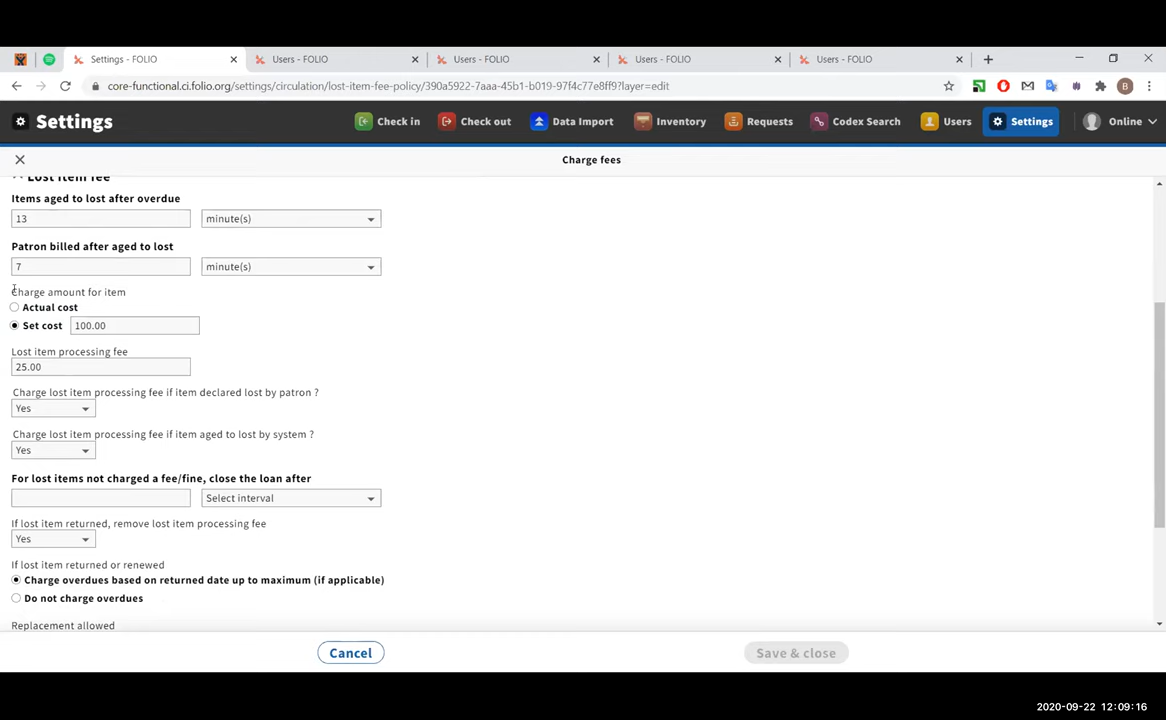 Settings - FOLIO
Users - FOLIO
Users - FOLIO
Users - FOLIO
Users - FOLIO
core-functional.ci.folio.org/settings/circulation/lost-item-fee-policy/390a5922-7aaa-45b1-b019-97f4c77e8ff9?layer=edit
B
Settings
Check in
Check out
Data Import
Inventory
Requests
Codex Search
Users
Settings
Online
Charge fees
Lost item fee
Items aged to lost after overdue
13 minute(s)
Patron billed after aged to lost
7 minute(s)
Charge amount for item
Actual cost
Set cost 100.00
Lost item processing fee
25.00
Charge lost item processing fee if item declared lost by patron ?
Yes
Charge lost item processing fee if item aged to lost by system ?
Yes
For lost items not charged a fee/fine, close the loan after
Select interval
If lost item returned, remove lost item processing fee
Yes
If lost item returned or renewed
Charge overdues based on returned date up to maximum (if applicable)
Do not charge overdues
Replacement allowed
Cancel
Save & close
2020-09-22 12:09:16